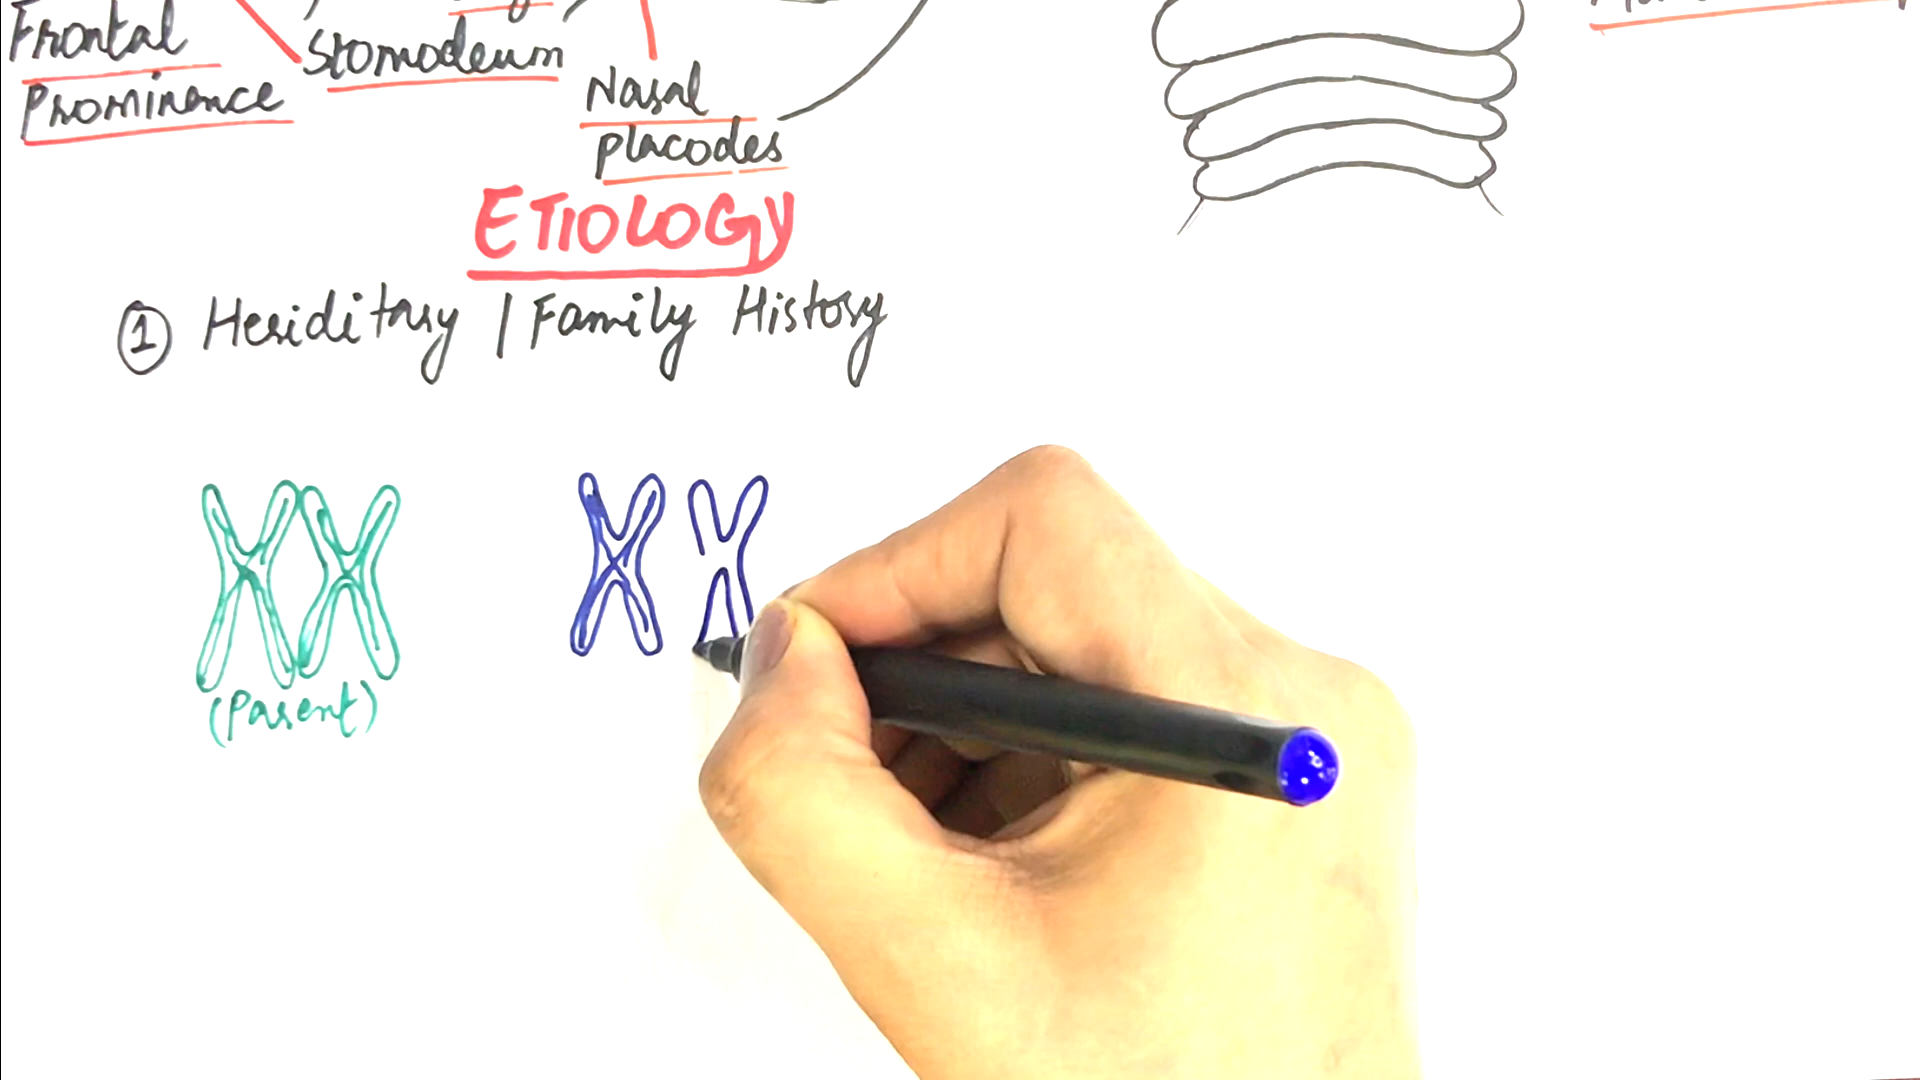 Frontal
Prominence
Stomodeum
Nasal
placodes
ETIOLOGY
① Heriditary / Family History
(Parent)